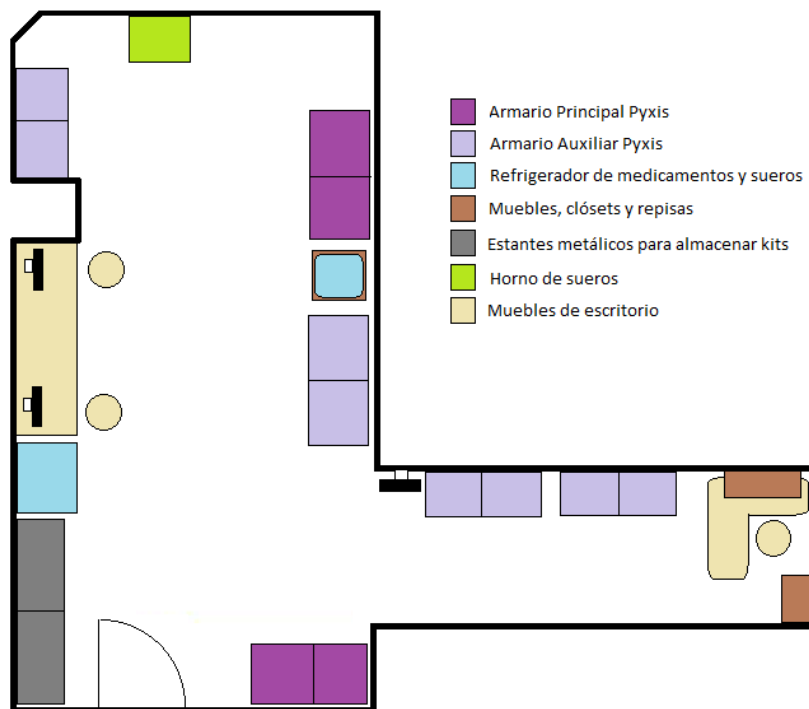 Armario Principal Pyxis
Armario Auxiliar Pyxis
Refrigerador de medicamentos y sueros
Muebles, clósets y repisas
Estantes metálicos para almacenar kits
Horno de sueros
Muebles de escritorio